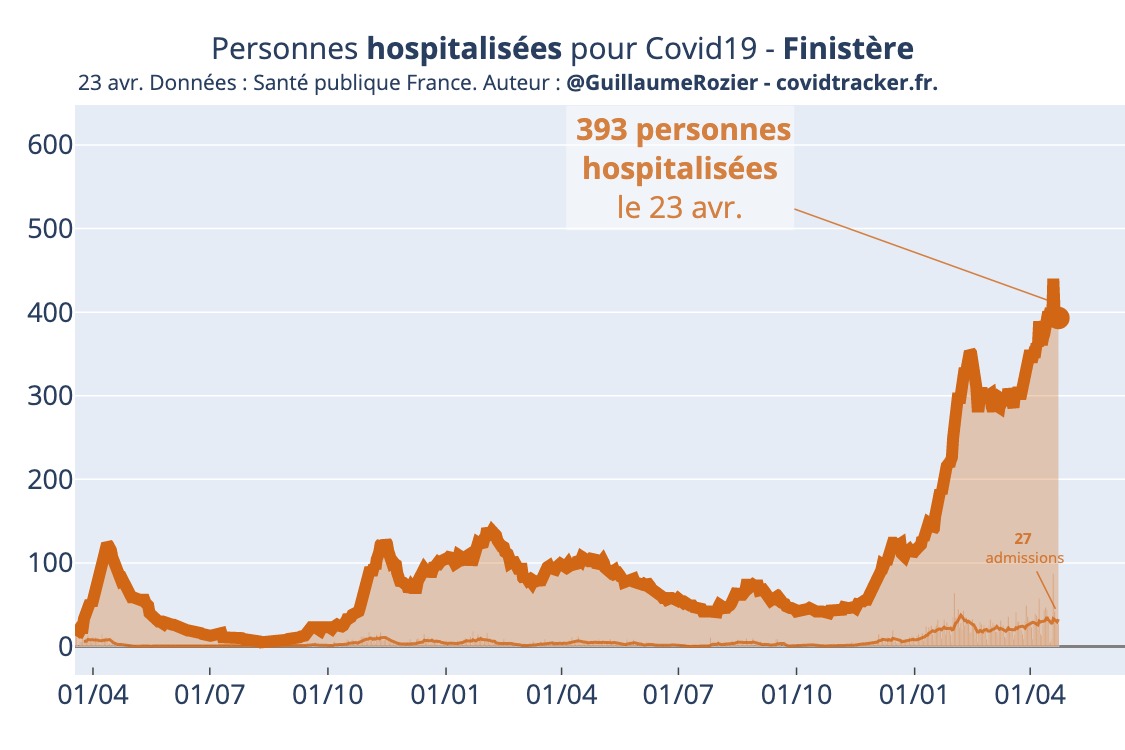 Personnes hospitalisées pour Covid19 - Finistère
23 avr. Données : Santé publique France. Auteur : @GuillaumeRozier - covidtracker.fr.
393 personnes
hospitalisées
le 23 avr.
600
500
400
300
200
100
0
27
admissions
01/04
01/07
01/10
01/01
01/04
01/07
01/10
01/01
01/04